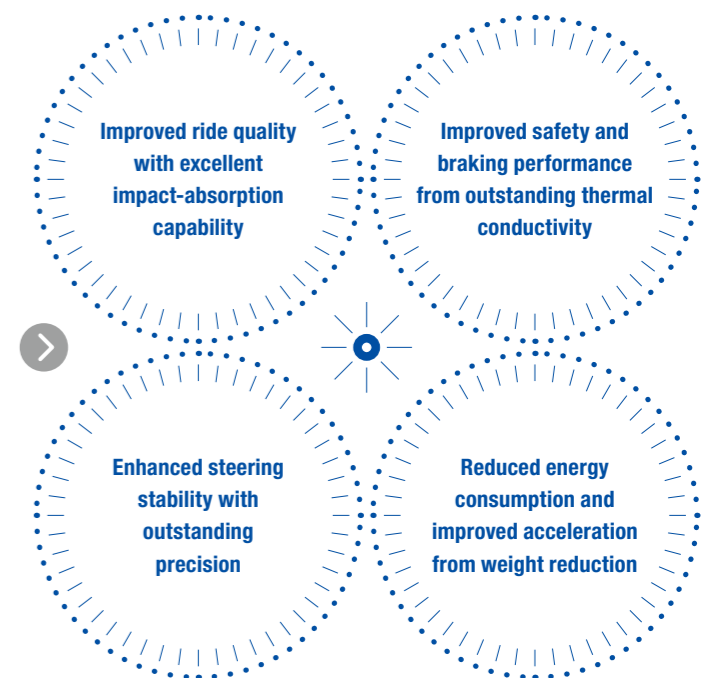 Improved ride quality
with excellent
impact-absorption
capability
Improved safety and
braking performance
from outstanding thermal
conductivity
Enhanced steering
stability with
outstanding
precision
Reduced energy
consumption and
improved acceleration
from weight reduction